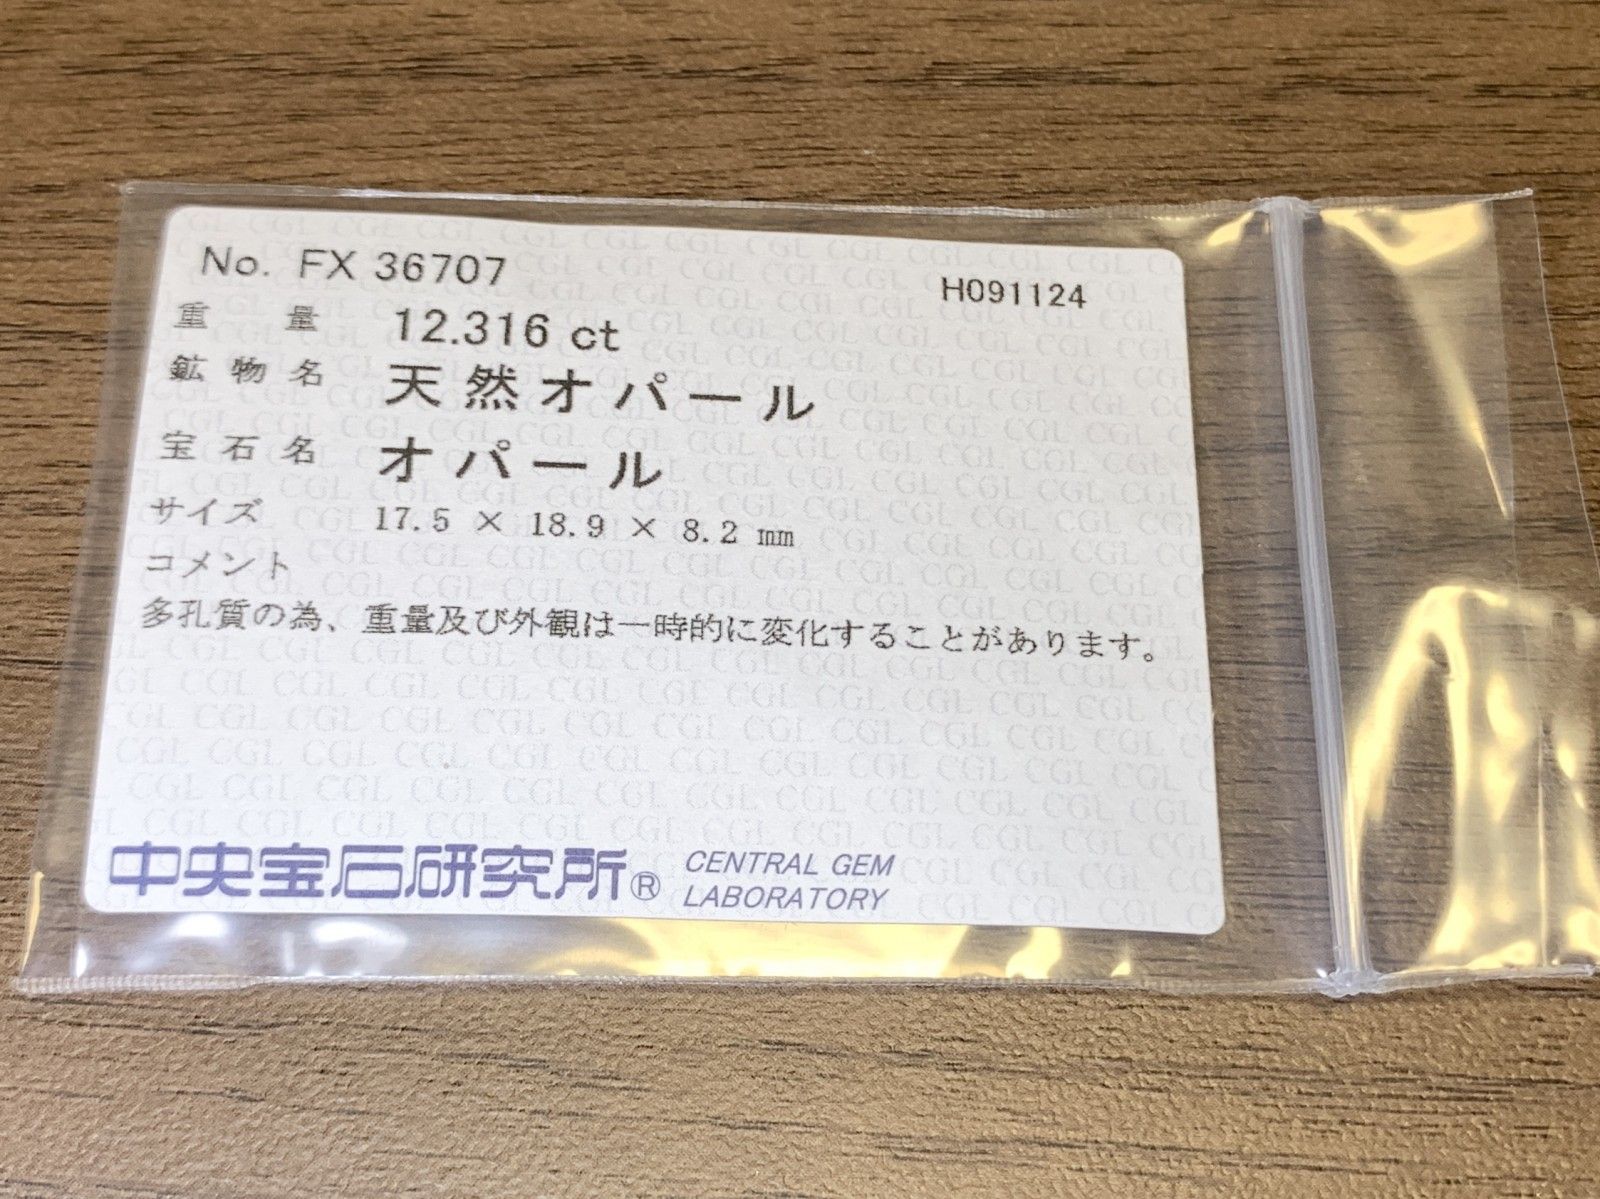 No. FX 36707
H091124
重量 12.316 ct
鉱物名 天然オパール
宝石名 オパール
サイズ 17.5 × 18.9 × 8.2 mm
コメント
多孔質の為、重量及び外観は一時的に変化することがあります。
中央宝石研究所® CENTRAL GEM
LABORATORY